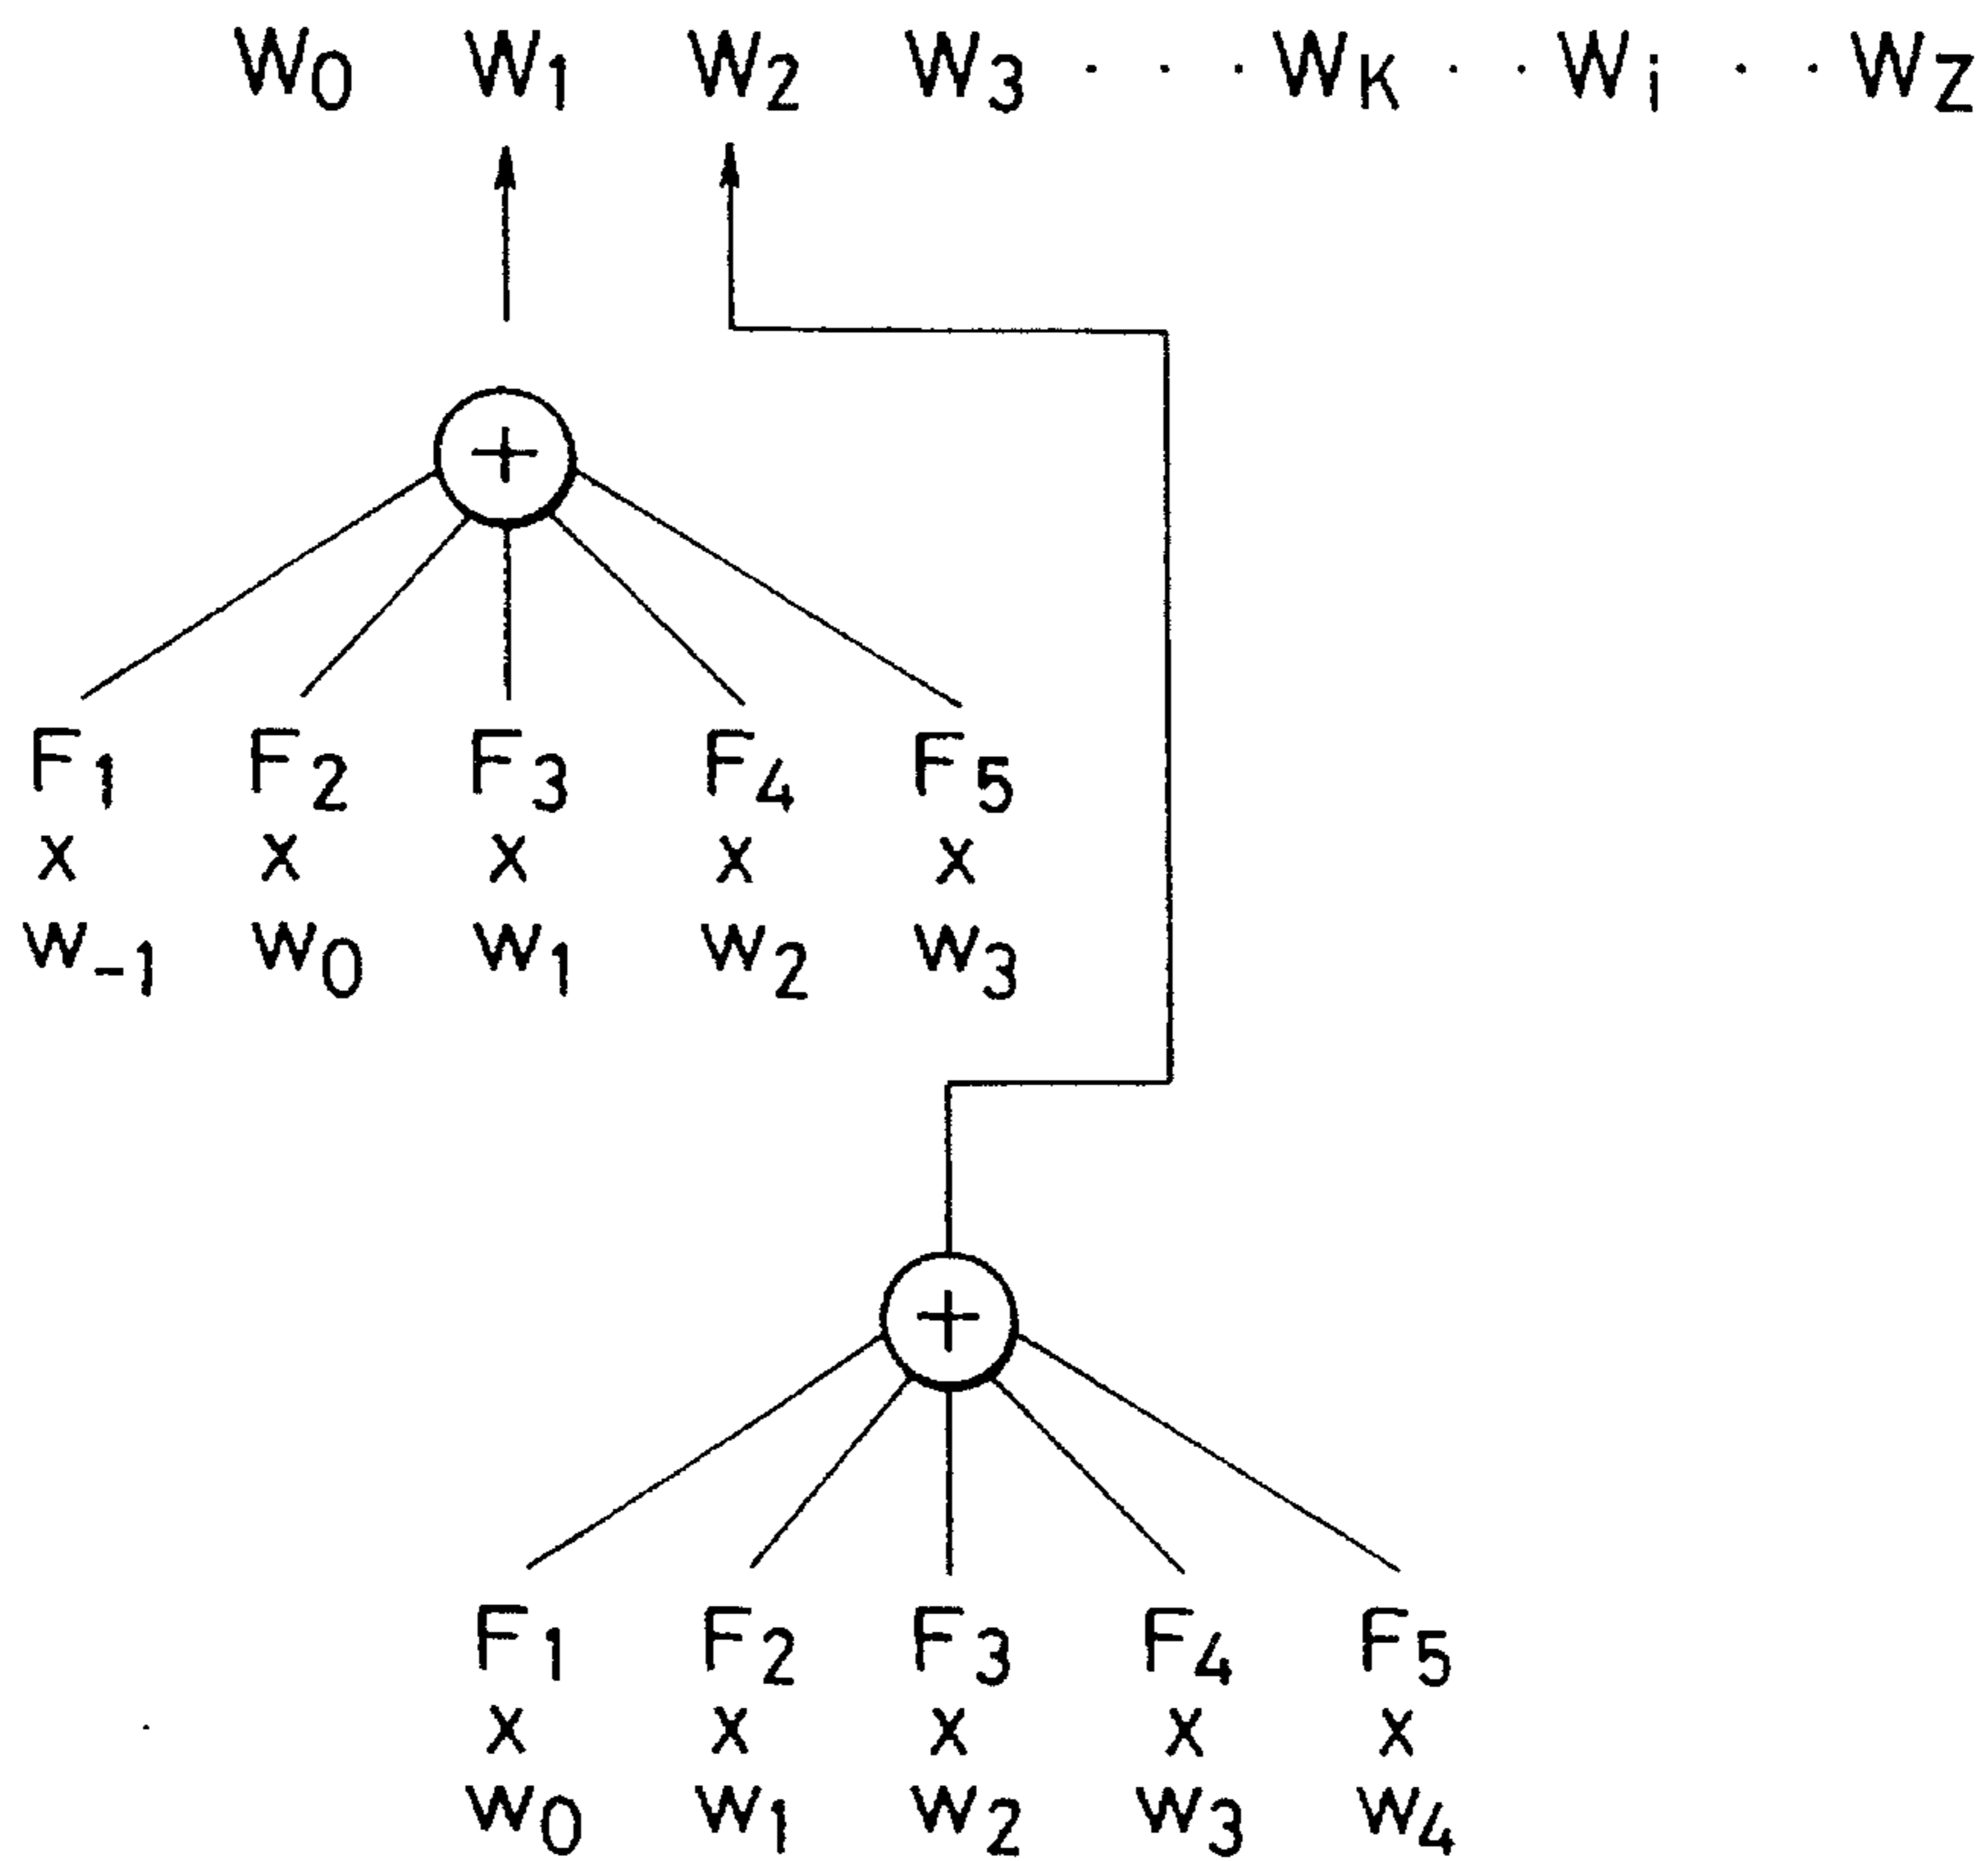 W0 W1 W2 W3 . . . WK . . Wi . . WZ
+
F1 F2 F3 F4 F5
x x x x x
w-1 w0 w1 w2 w3
+
F1 F2 F3 F4 F5
x x x x x
w0 w1 w2 w3 w4